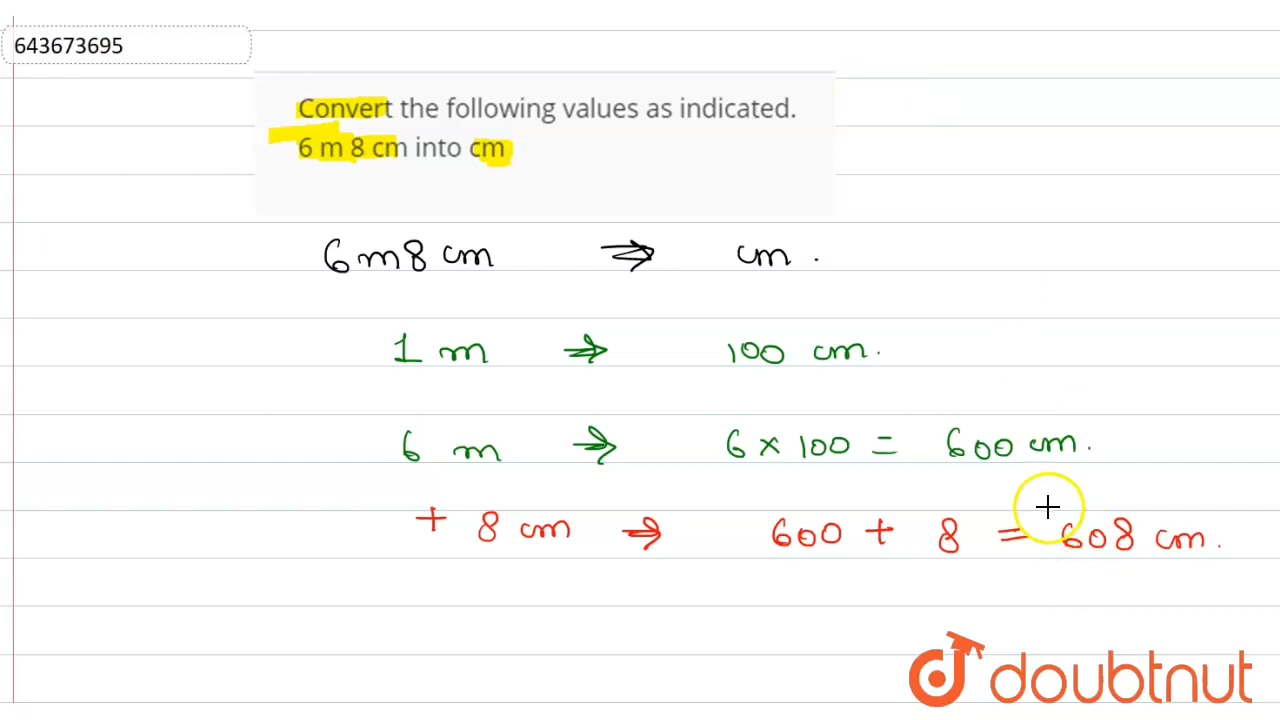 643673695
Convert the following values as indicated.
6 m 8 cm into cm
6m8 cm ⇒ cm.
1 m ⇒ 100 cm.
6 m ⇒ 6 × 100 = 600 cm.
+ 8 cm ⇒ 600 + 8 = 608 cm.
doubtnut